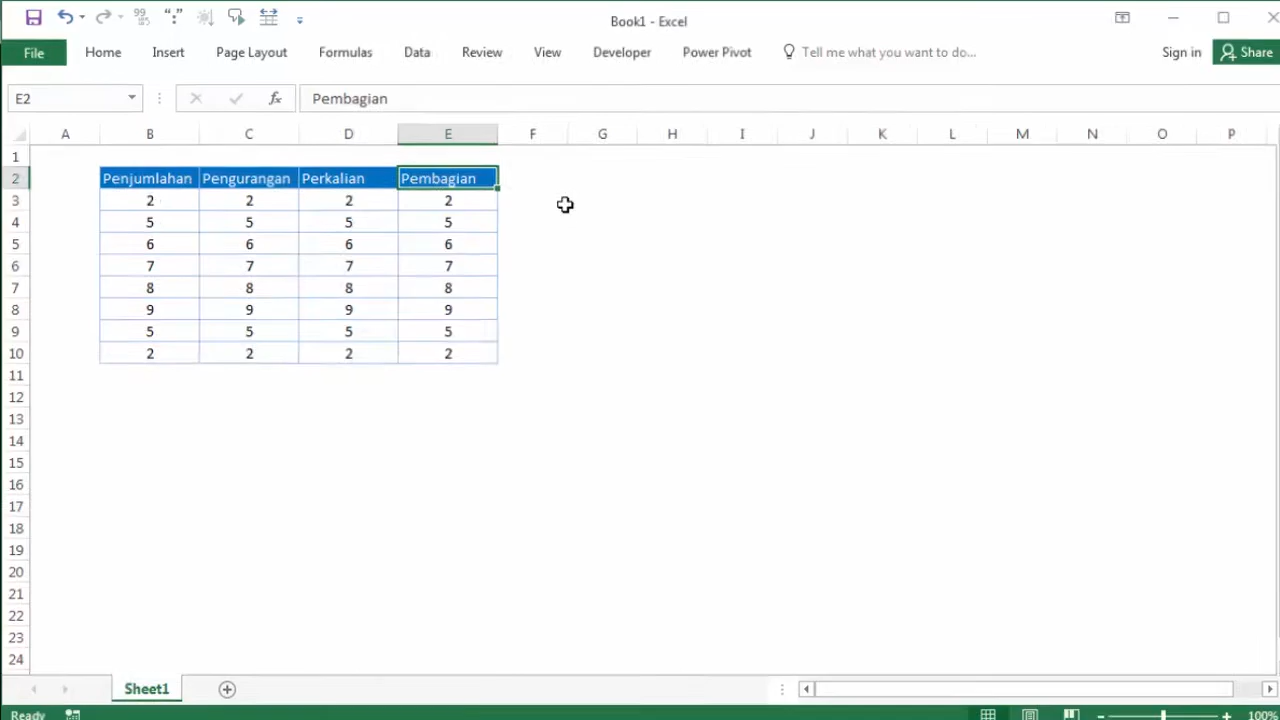 Book1 - Excel
File Home Insert Page Layout Formulas Data Review View Developer Power Pivot Tell me what you want to do... Sign in Share
E2 fx Pembagian
A B C D E F G H I J K L M N O P
1
2 Penjumlahan Pengurangan Perkalian Pembagian
3 2 2 2 2
4 5 5 5 5
5 6 6 6 6
6 7 7 7 7
7 8 8 8 8
8 9 9 9 9
9 5 5 5 5
10 2 2 2 2
11
12
13
14
15
16
17
18
19
20
21
22
23
24
Sheet1
Ready 100%